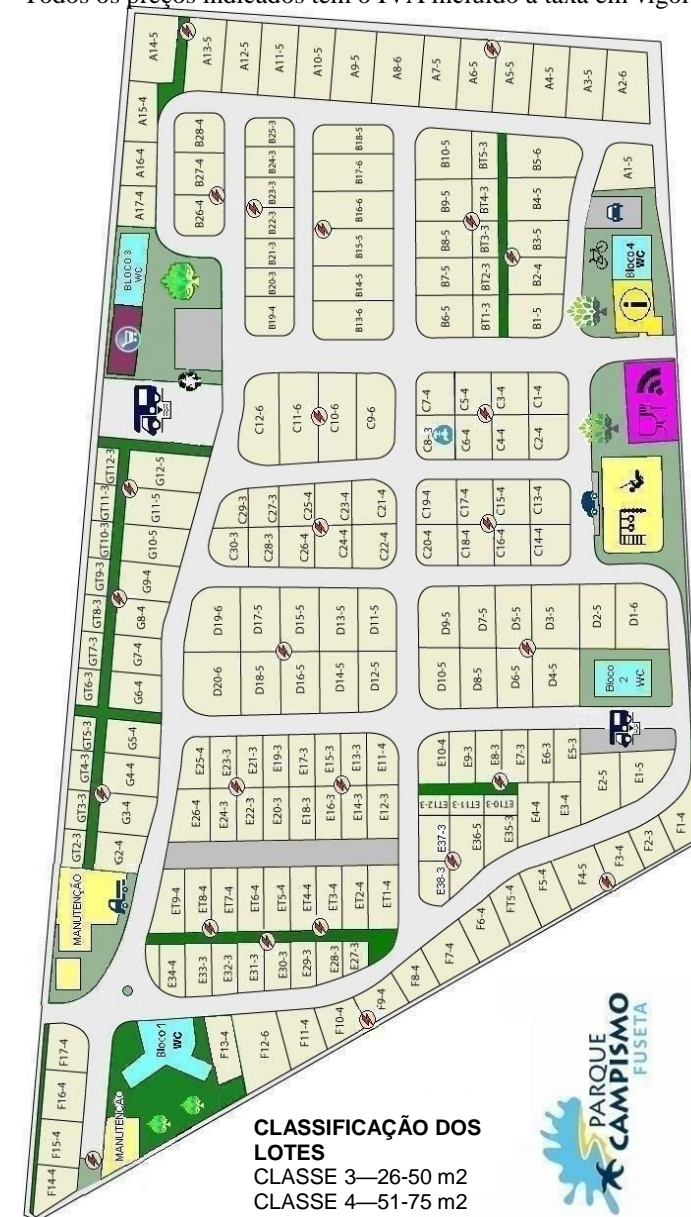 Todos os preços indicados têm o IVA incluído à taxa em vigor
A14-5
A13-5
A12-5
A11-5
A10-5
A9-5
A8-6
A7-5
A6-5
A5-5
A4-5
A3-5
A2-6
A15-4
A16-4
A17-4
A1-5
B28-4
B27-4
B26-4
B25-3
B24-3
B23-3
B22-3
B21-3
B20-3
B19-4
B18-5
B17-6
B16-6
B15-5
B14-5
B13-6
B10-5
B9-5
B8-5
B7-5
B6-5
BT5-3
BT4-3
BT3-3
BT2-3
BT1-3
B5-6
B4-5
B3-5
B2-4
B1-5
BLOCO 3
WC
Bloco 4
WC
C12-6
C11-6
C10-6
C9-6
C7-4
C5-4
C3-4
C1-4
C8-3
C6-4
C4-4
C2-4
GT12-3
GT11-3
GT10-3
GT9-3
GT8-3
GT7-3
GT6-3
GT5-3
GT4-3
GT3-3
GT2-3
G12-5
G11-5
G10-5
G9-4
G8-4
G7-4
G6-4
G5-4
G4-4
G3-4
G2-4
C29-3
C27-3
C25-4
C23-4
C21-4
C30-3
C28-3
C26-4
C24-4
C22-4
C19-4
C17-4
C15-4
C13-4
C20-4
C18-4
C16-4
C14-4
D19-6
D17-5
D15-5
D13-5
D11-5
D20-6
D18-5
D16-5
D14-5
D12-5
D9-5
D7-5
D5-5
D3-5
D2-5
D1-6
D10-5
D8-5
D6-5
D4-5
Bloco
2
WC
E25-4
E23-3
E21-3
E19-3
E17-3
E15-3
E13-3
E11-4
E26-4
E24-3
E22-3
E20-3
E18-3
E16-3
E14-3
E12-3
E10-4
E9-3
E8-3
E7-3
E6-3
E5-3
E2-5
E1-5
ET12-3
ET11-3
ET10-3
E4-4
E3-4
E37-3
E36-5
E35-3
E38-3
ET9-4
ET8-4
ET7-4
ET6-4
ET5-4
ET4-4
ET3-4
ET2-4
ET1-4
E34-4
E33-3
E32-3
E31-3
E30-3
E29-3
E28-3
E27-3
F1-4
F2-3
F3-4
F4-5
F5-4
FT5-4
F6-4
F7-4
F8-4
F9-4
F10-4
F11-4
F12-6
F13-4
MANUTENÇÃO
Bloco 1
WC
F17-4
F16-4
F15-4
F14-4
MANUTENÇÃO
PARQUE
CAMPISMO
FUSETA
CLASSIFICAÇÃO DOS
LOTES
CLASSE 3—26-50 m2
CLASSE 4—51-75 m2